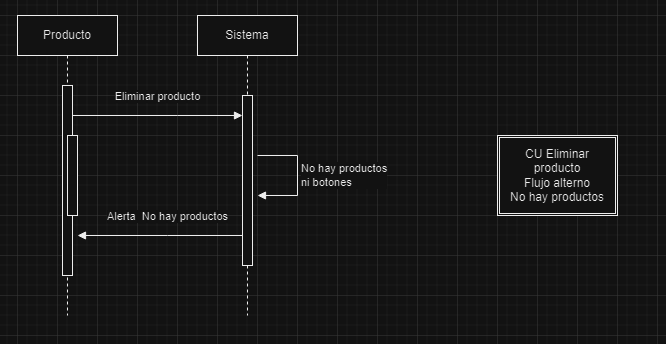 Producto
Sistema
Eliminar producto
No hay productos
ni botones
Alerta No hay productos
CU Eliminar
producto
Flujo alterno
No hay productos